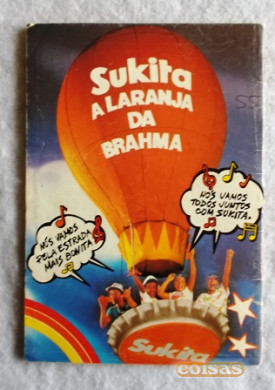 Sukita
A LARANJA
DA
BRAHMA
NÓS VAMOS
TODOS JUNTOS
COM SUKITA.
NÓS VAMOS
PELA ESTRADA
MAIS BONITA
Sukita
coisas